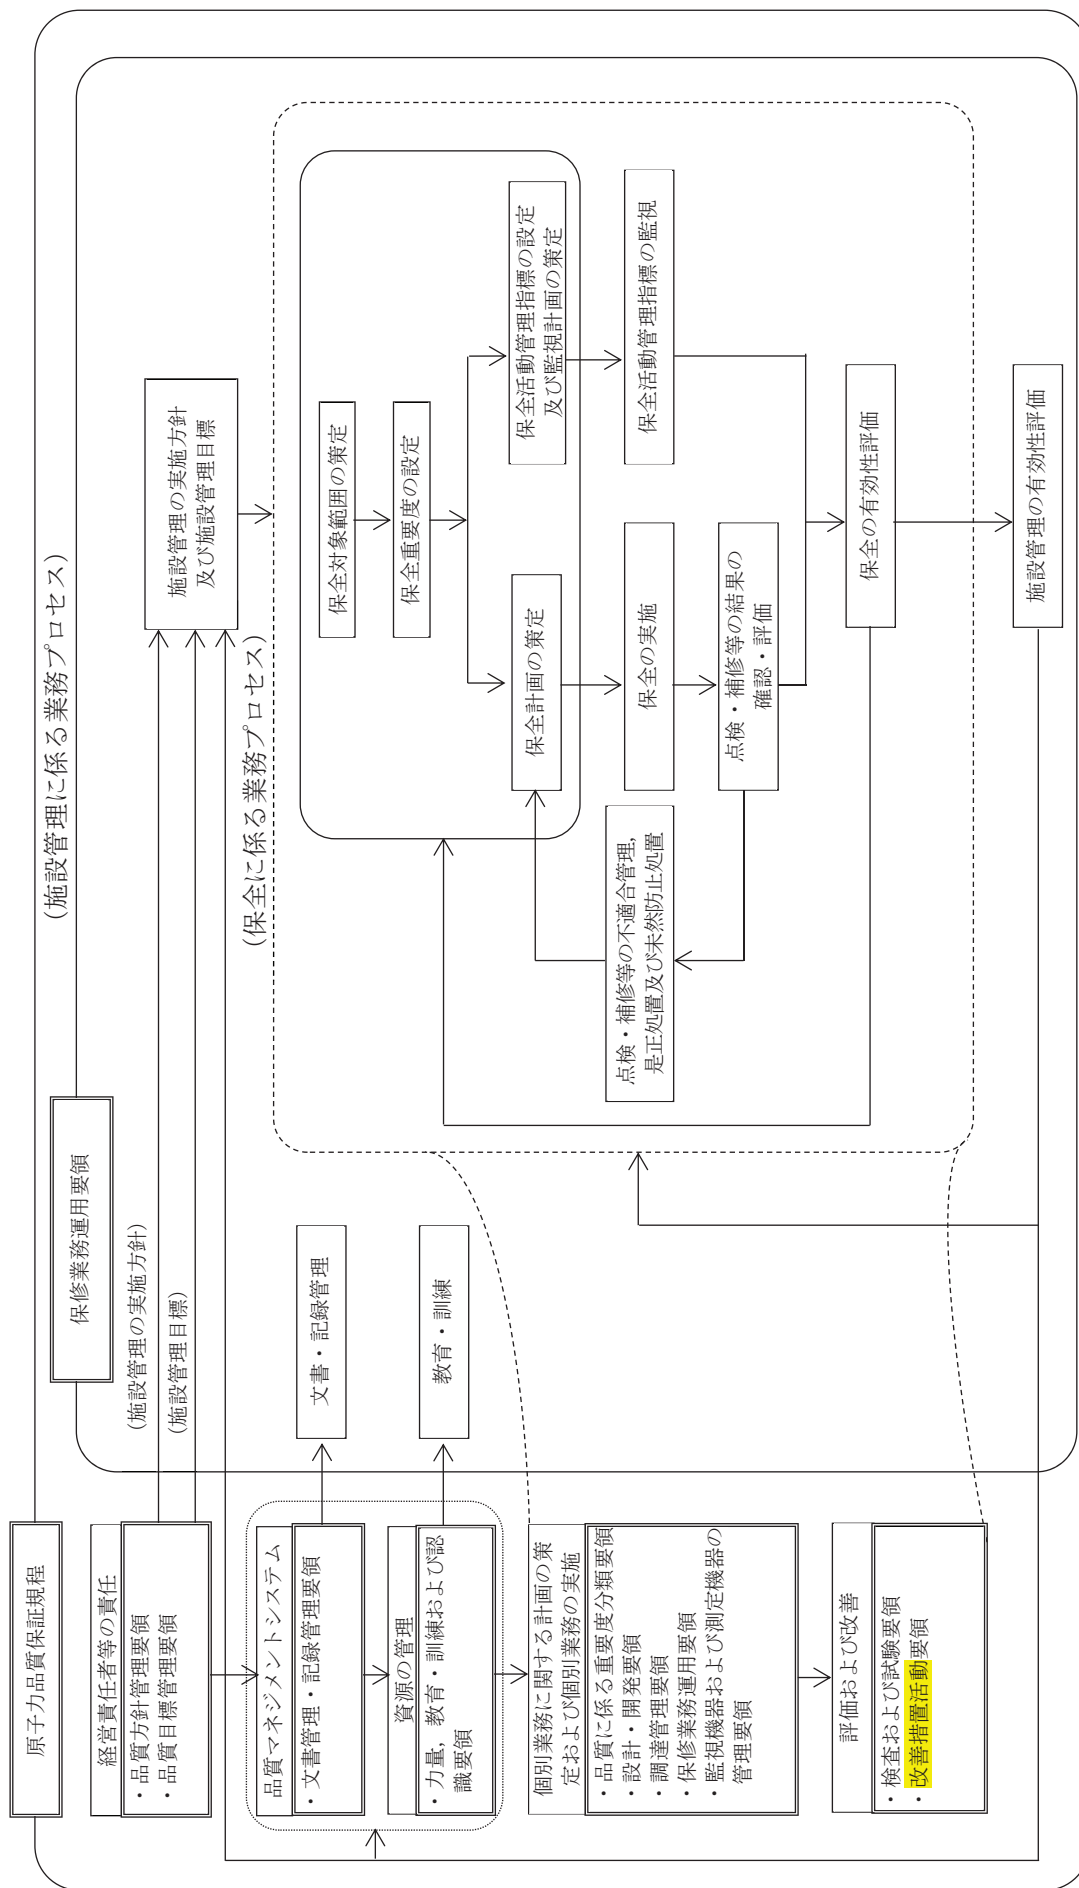 原子力品質保証規程
経営責任者等の責任
・品質方針管理要領
・品質目標管理要領
品質マネジメントシステム
・文書管理・記録管理要領
資源の管理
・力量，教育・訓練および認
識要領
個別業務に関する計画の策
定および個別業務の実施
・品質に係る重要度分類要領
・設計・開発要領
・調達管理要領
・保修業務運用要領
・監視機器および測定機器の
管理要領
評価および改善
・検査および試験要領
・改善措置活動要領
保修業務運用要領
(施設管理に係る業務プロセス)
(施設管理の実施方針)
(施設管理目標)
文書・記録管理
教育・訓練
施設管理の実施方針
及び施設管理目標
(保全に係る業務プロセス)
保全対象範囲の策定
保全重要度の設定
保全計画の策定
保全活動管理指標の設定
及び監視計画の策定
保全の実施
保全活動管理指標の監視
点検・補修等の不適合管理,
是正処置及び未然防止処置
点検・補修等の結果の
確認・評価
保全の有効性評価
施設管理の有効性評価